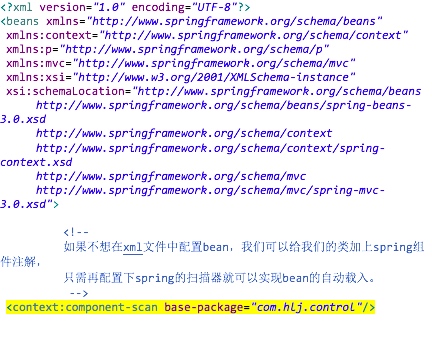 <?xml version="1.0" encoding="UTF-8"?>
<beans xmlns="http://www.springframework.org/schema/beans"
xmlns:context="http://www.springframework.org/schema/context"
xmlns:p="http://www.springframework.org/schema/p"
xmlns:mvc="http://www.springframework.org/schema/mvc"
xmlns:xsi="http://www.w3.org/2001/XMLSchema-instance"
xsi:schemaLocation="http://www.springframework.org/schema/beans
http://www.springframework.org/schema/beans/spring-beans-
3.0.xsd
http://www.springframework.org/schema/context
http://www.springframework.org/schema/context/spring-
context.xsd
http://www.springframework.org/schema/mvc
http://www.springframework.org/schema/mvc/spring-mvc-
3.0.xsd">
<!--
如果不想在xml文件中配置bean，我们可以给我们的类加上spring组
件注解，
只需再配置下spring的扫描器就可以实现bean的自动载入。
-->
<context:component-scan base-package="com.hlj.control"/>